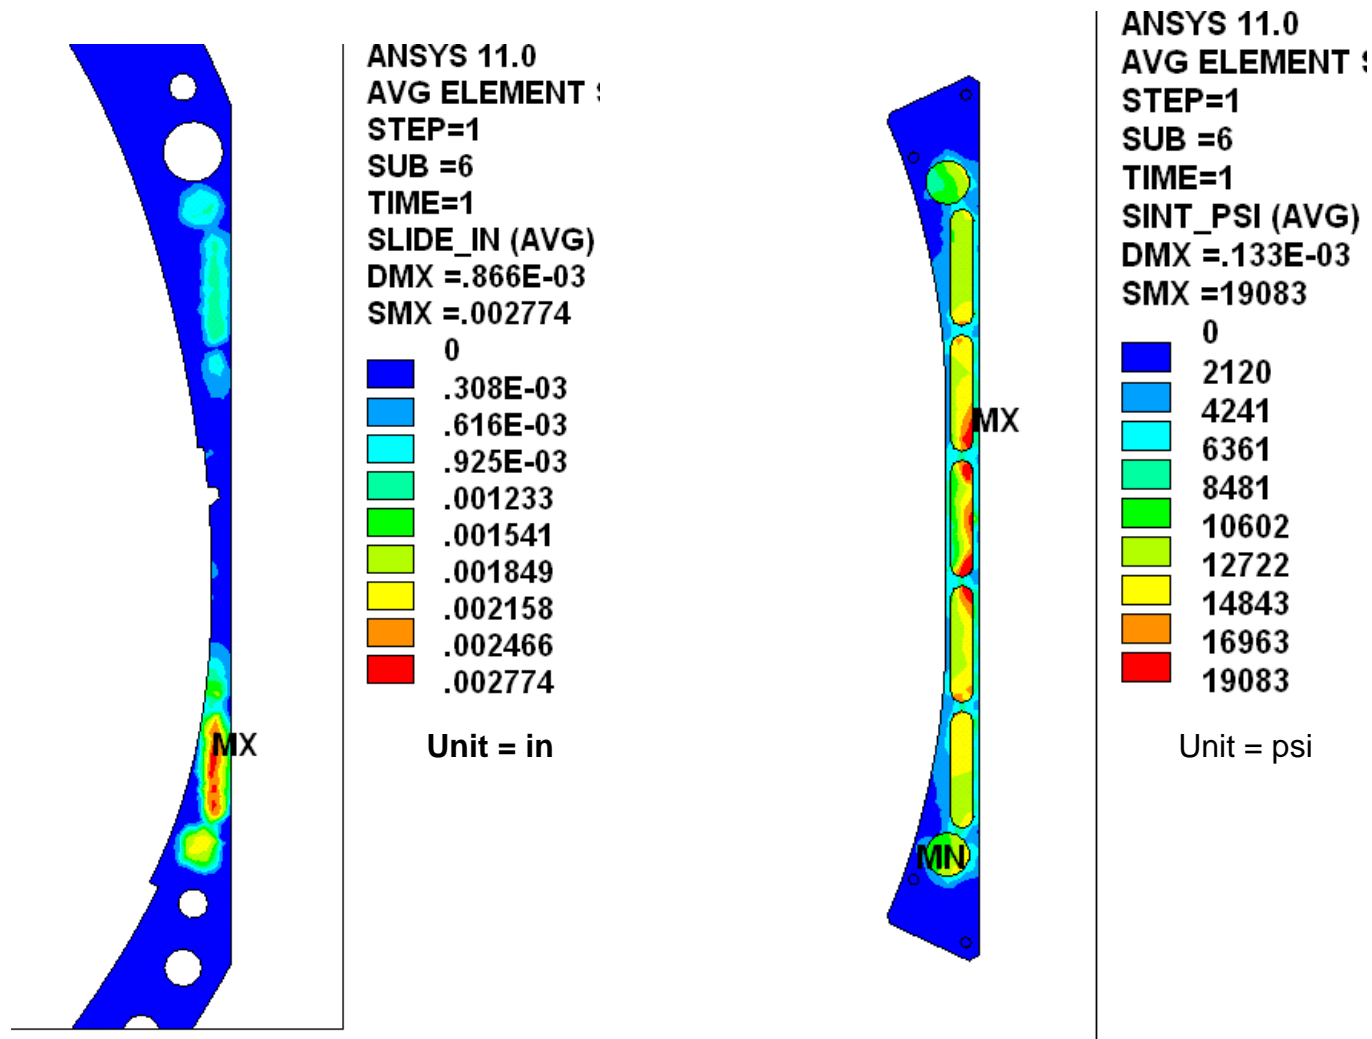 ANSYS 11.0
AVG ELEMENT
STEP=1
SUB =6
TIME=1
SLIDE_IN (AVG)
DMX =.866E-03
SMX =.002774
0
.308E-03
.616E-03
.925E-03
.001233
.001541
.001849
.002158
.002466
.002774
MX
Unit = in
ANSYS 11.0
AVG ELEMENT
STEP=1
SUB =6
TIME=1
SINT_PSI (AVG)
DMX =.133E-03
SMX =19083
0
2120
4241
6361
8481
10602
12722
14843
16963
19083
MX
MN
Unit = psi